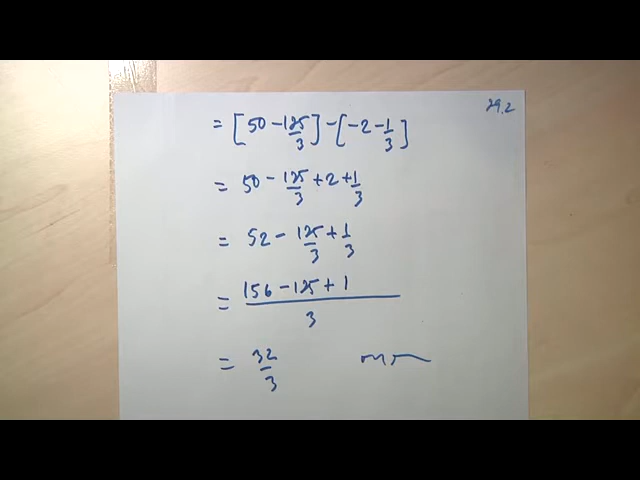 29.2
= [50 - 125/3] - [-2 - 1/3]
= 50 - 125/3 + 2 + 1/3
= 52 - 125/3 + 1/3
= (156 - 125 + 1)/3
= 32/3